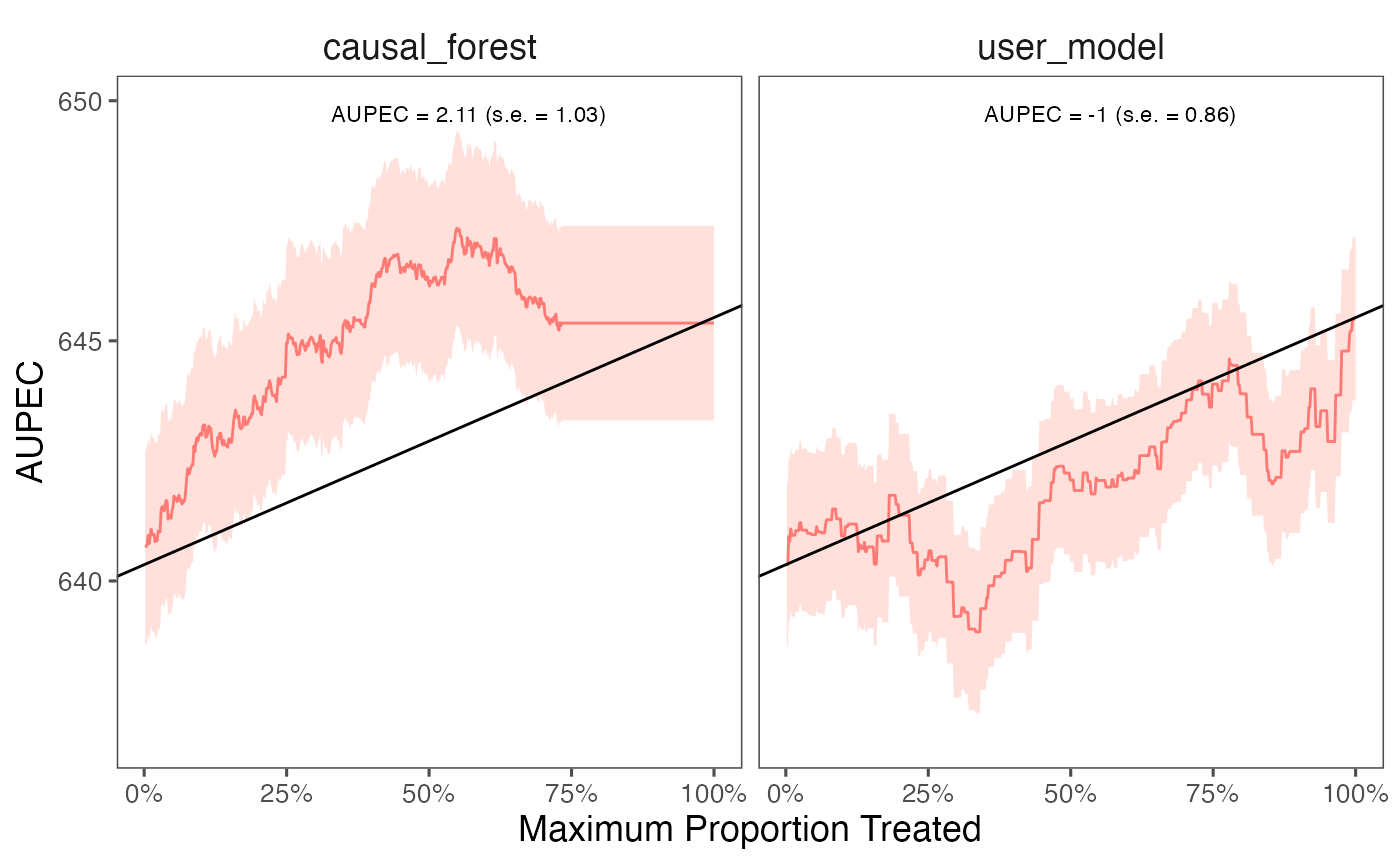 causal_forest
user_model
AUPEC = 2.11 (s.e. = 1.03)
AUPEC = -1 (s.e. = 0.86)
AUPEC
650
645
640
0%
25%
50%
75%
100%
0%
25%
50%
75%
100%
Maximum Proportion Treated